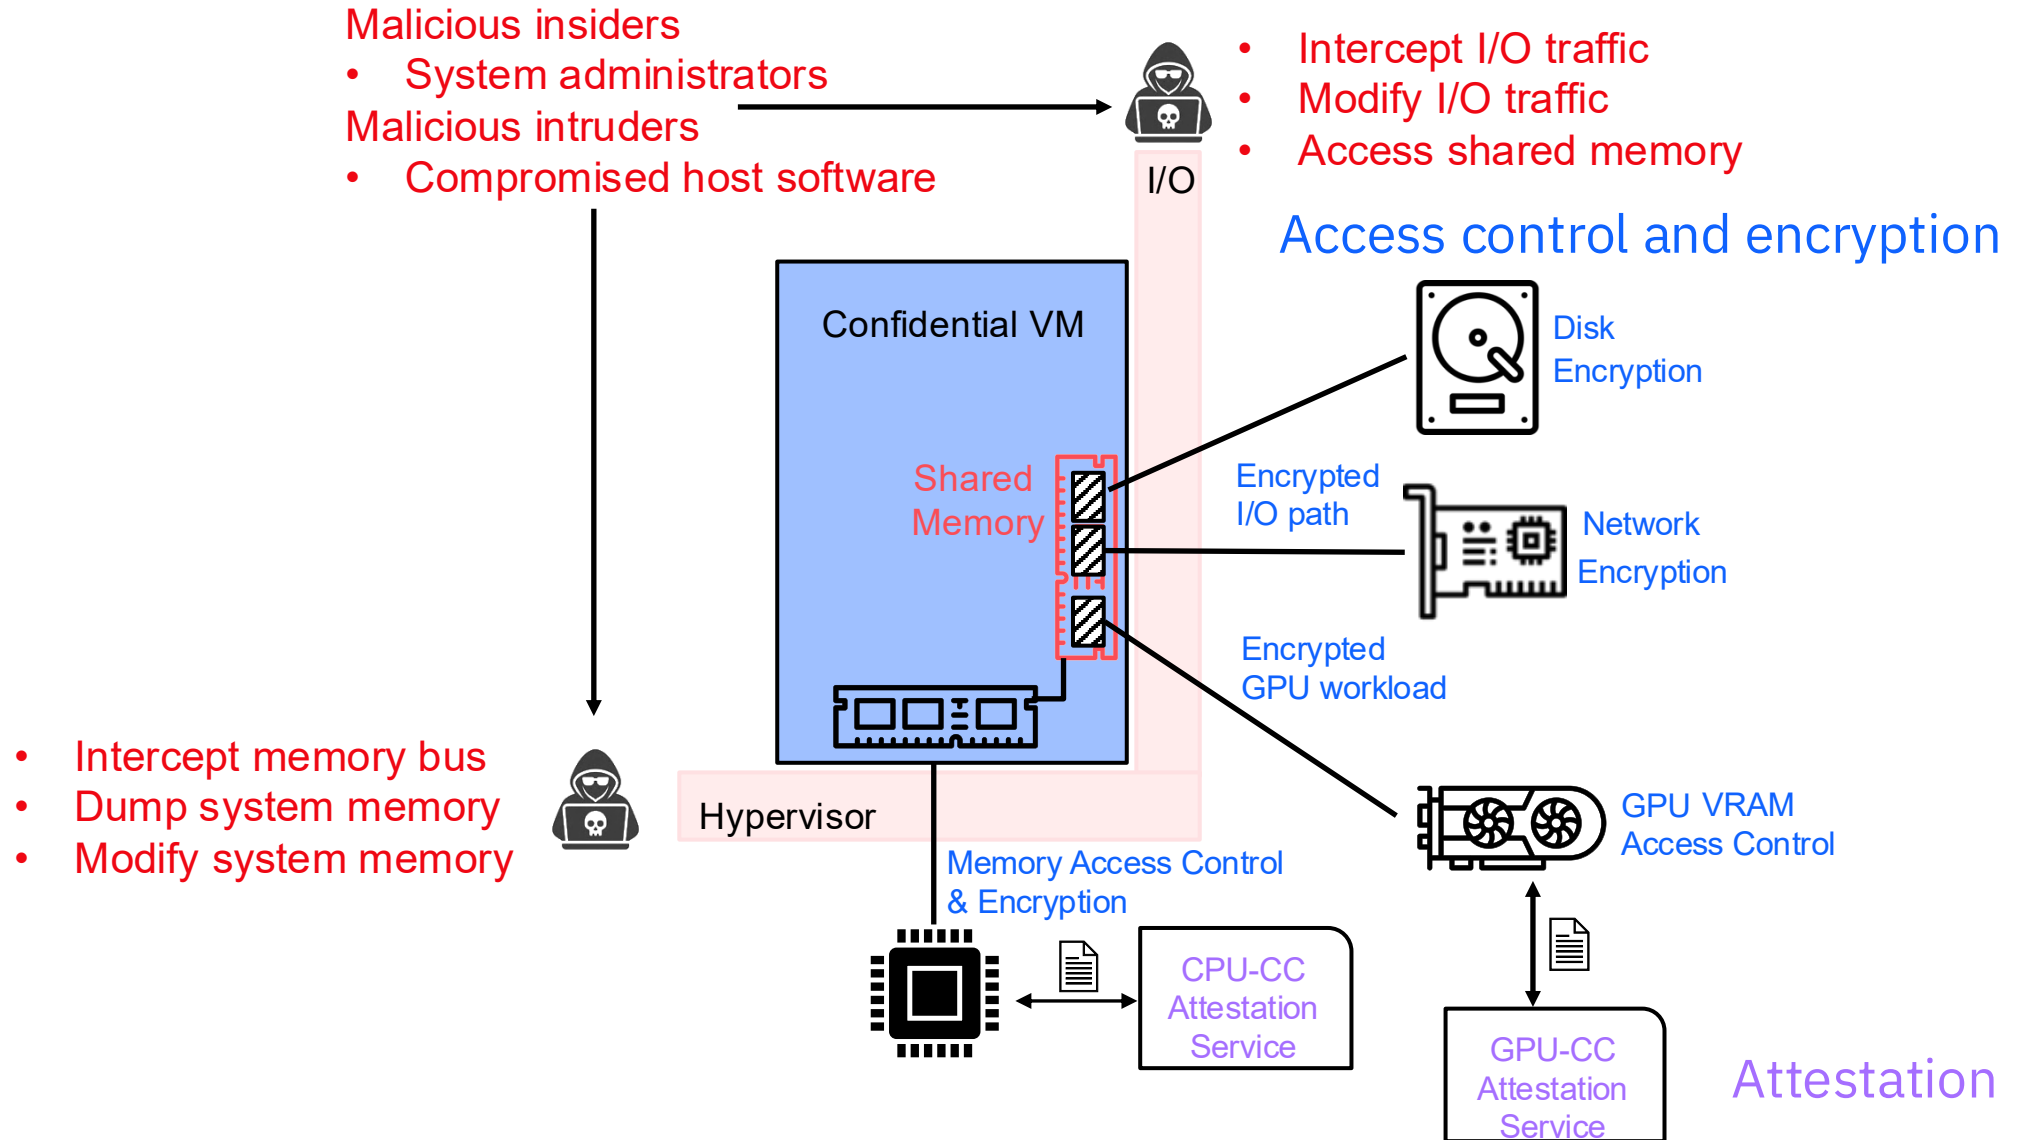 Malicious insiders
• System administrators
Malicious intruders
• Compromised host software
• Intercept I/O traffic
• Modify I/O traffic
• Access shared memory
I/O
Access control and encryption
Confidential VM
Disk
Encryption
Shared
Memory
Encrypted
I/O path
Network
Encryption
Encrypted
GPU workload
• Intercept memory bus
• Dump system memory
• Modify system memory
Hypervisor
GPU VRAM
Access Control
Memory Access Control
& Encryption
CPU-CC
Attestation
Service
GPU-CC
Attestation
Service
Attestation